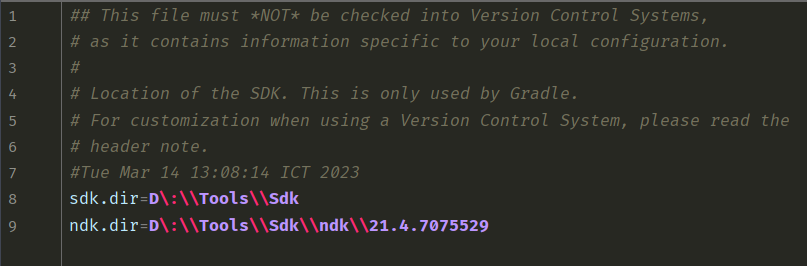 1 ## This file must *NOT* be checked into Version Control Systems,
2 # as it contains information specific to your local configuration.
3 #
4 # Location of the SDK. This is only used by Gradle.
5 # For customization when using a Version Control System, please read the
6 # header note.
7 #Tue Mar 14 13:08:14 ICT 2023
8 sdk.dir=D\:\\Tools\\Sdk
9 ndk.dir=D\:\\Tools\\Sdk\\ndk\\21.4.7075529